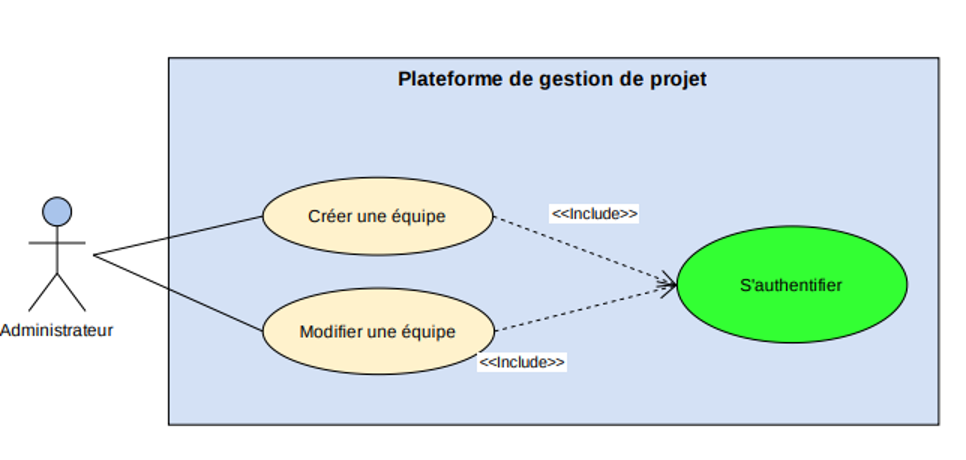 Plateforme de gestion de projet
Créer une équipe
<<Include>>
S'authentifier
Administrateur
Modifier une équipe
<<Include>>